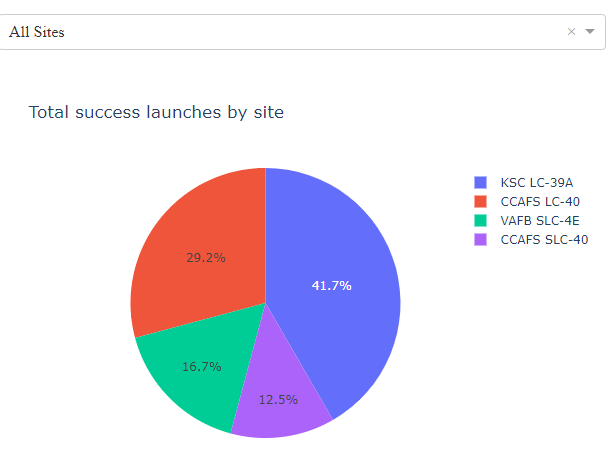 All Sites ×
Total success launches by site
KSC LC-39A
CCAFS LC-40
VAFB SLC-4E
CCAFS SLC-40
29.2%
41.7%
16.7%
12.5%